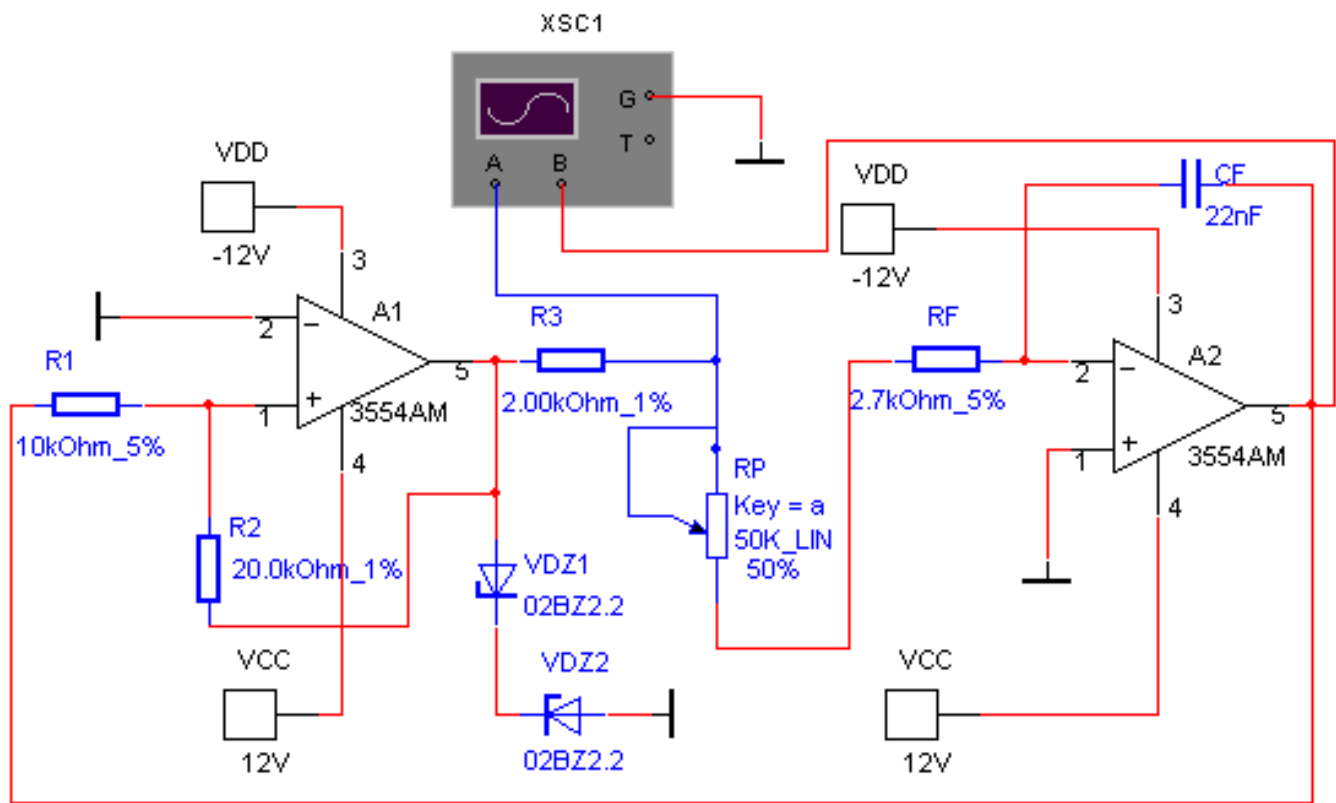 XSC1
G
T
A
B
VDD
-12V
3
2
A1
5
R1
1
3554AM
10kOhm_5%
4
R3
2.00kOhm_1%
R2
20.0kOhm_1%
VCC
12V
VDZ1
02BZ2.2
VDZ2
02BZ2.2
RP
Key = a
50K_LIN
50%
VDD
-12V
CF
22nF
RF
2.7kOhm_5%
3
2
A2
5
1
3554AM
4
VCC
12V